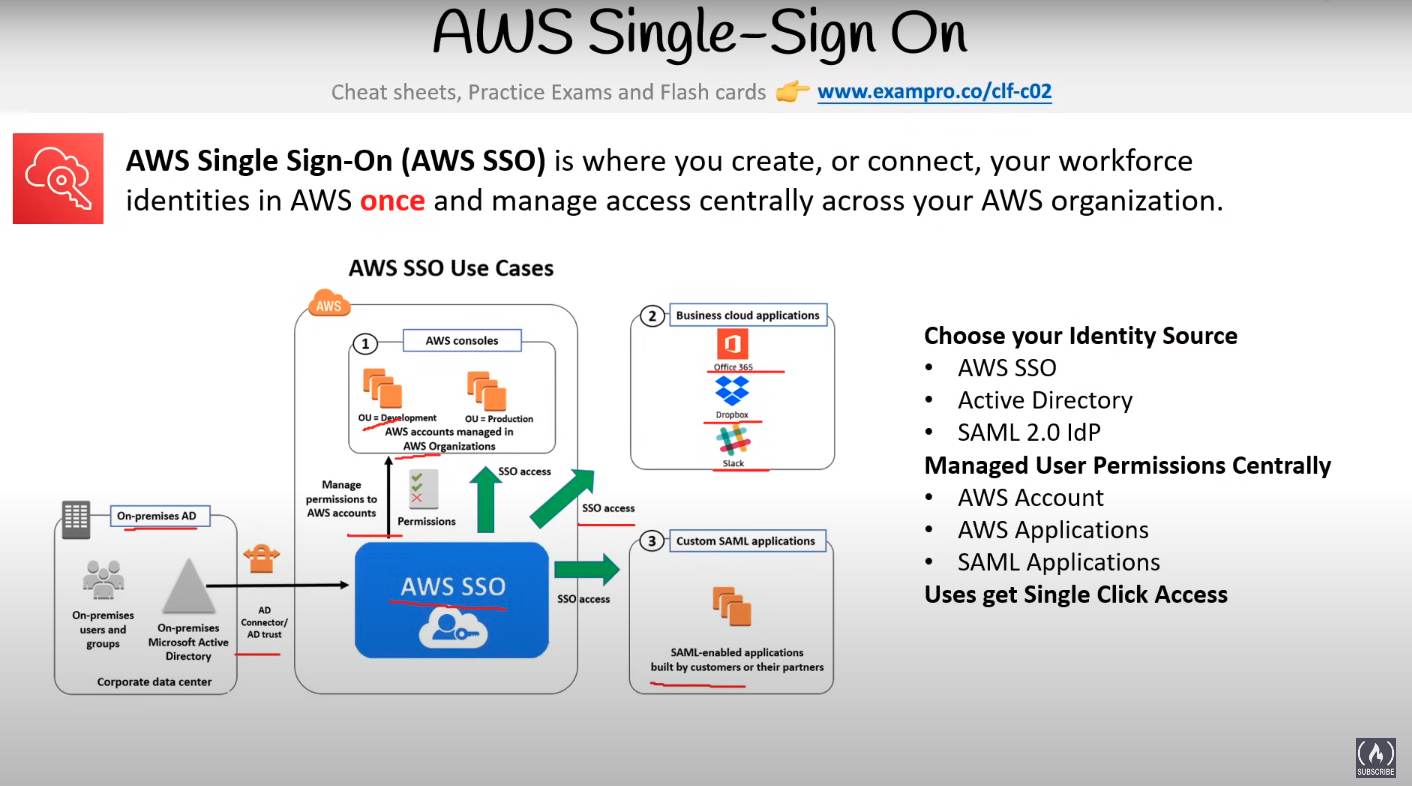 AWS Single-Sign On
Cheat sheets, Practice Exams and Flash cards 👉 www.exampro.co/clf-c02
AWS Single Sign-On (AWS SSO) is where you create, or connect, your workforce
identities in AWS once and manage access centrally across your AWS organization.
AWS SSO Use Cases
AWS
1
AWS consoles
OU = Development
OU = Production
AWS accounts managed in
AWS Organizations
Manage
permissions to
AWS accounts
Permissions
SSO access
SSO access
SSO access
AWS SSO
On-premises AD
On-premises
users and
groups
On-premises
Microsoft Active
Directory
Corporate data center
AD
Connector/
AD trust
2
Business cloud applications
Office 365
Dropbox
Slack
3
Custom SAML applications
SAML-enabled applications
built by customers or their partners
Choose your Identity Source
• AWS SSO
• Active Directory
• SAML 2.0 IdP
Managed User Permissions Centrally
• AWS Account
• AWS Applications
• SAML Applications
Uses get Single Click Access
SUBSCRIBE